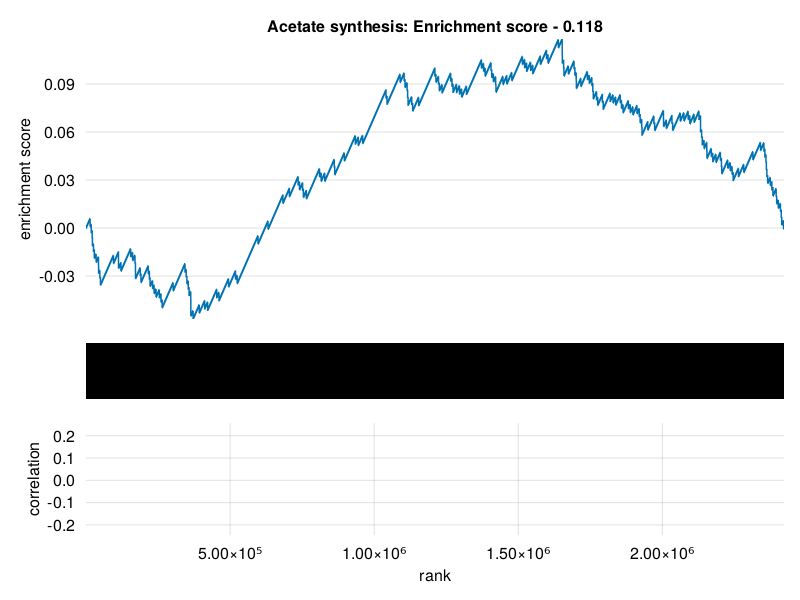 Acetate synthesis: Enrichment score - 0.118
enrichment score
0.09
0.06
0.03
0.00
-0.03
correlation
0.2
0.1
0.0
-0.1
-0.2
5.00×10⁵ 1.00×10⁶ 1.50×10⁶ 2.00×10⁶
rank